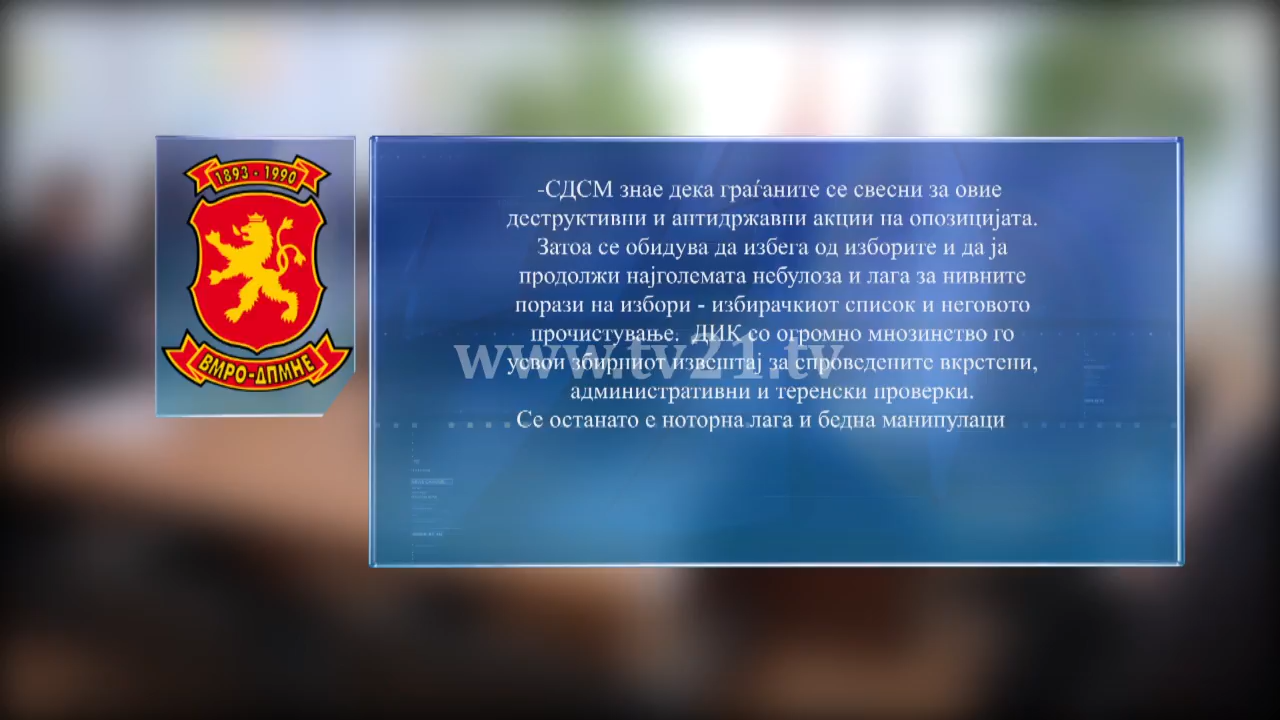 1893 - 1990
ВМРО-ДПМНЕ
-СДСМ знае дека граѓаните се свесни за овие
деструктивни и антидржавни акции на опозицијата.
Затоа се обидува да избега од изборите и да ја
продолжи најголемата небулоза и лага за нивните
порази на избори - избирачкиот список и неговото
прочистување. ДИК со огромно мнозинство го
www.tv21.tv
усвои збирниот извештај за спроведените вкрстени,
административни и теренски проверки.
Се останато е ноторна лага и бедна манипулаци